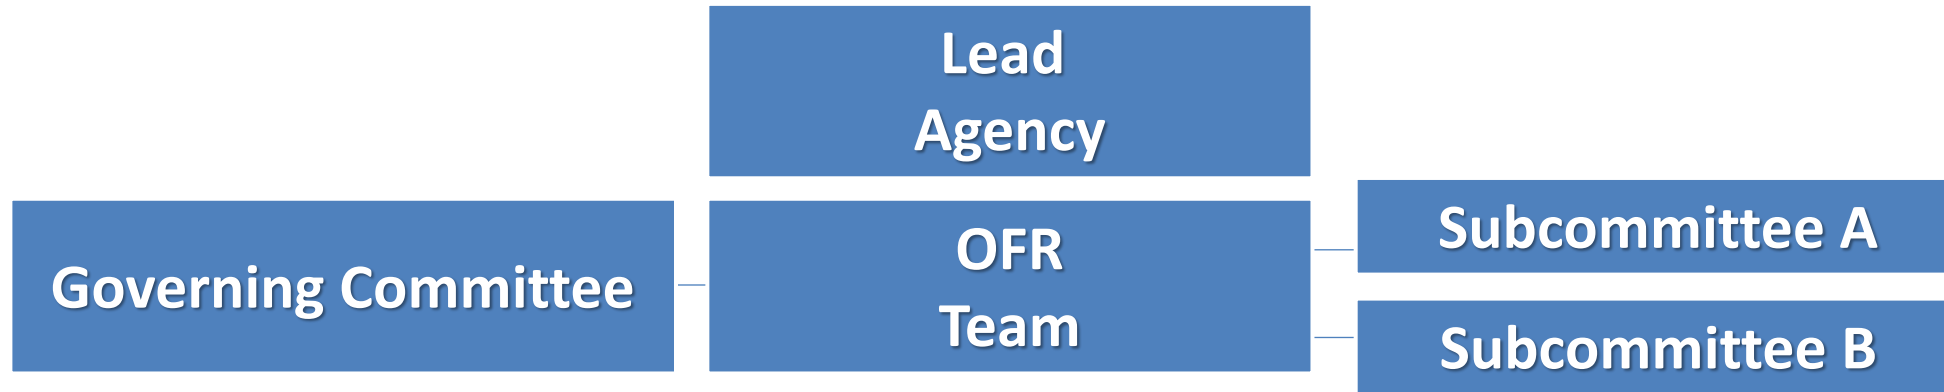 Lead
Agency
Governing Committee
OFR
Team
Subcommittee A
Subcommittee B